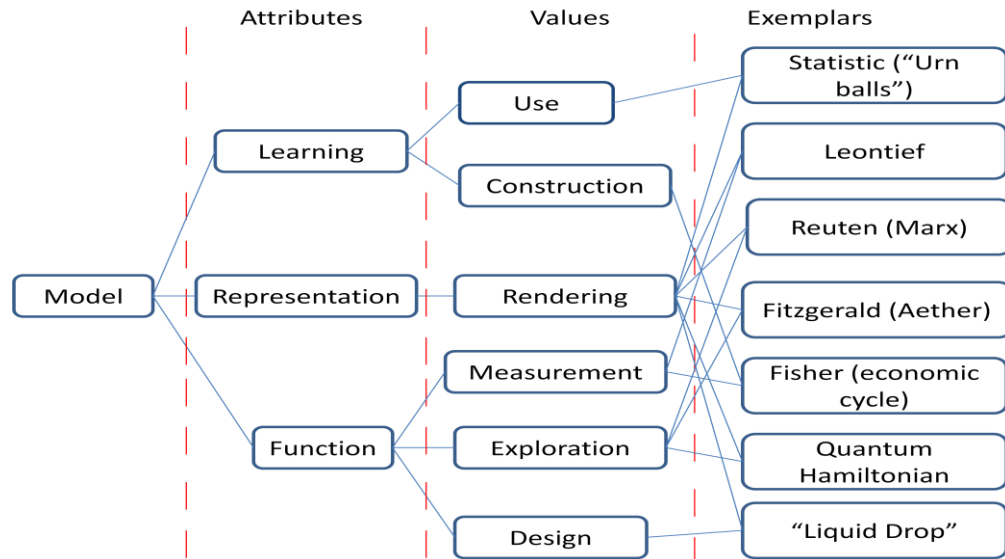 Attributes
Values
Exemplars
Model
Learning
Representation
Function
Use
Construction
Rendering
Measurement
Exploration
Design
Statistic (“Urn
balls”)
Leontief
Reuten (Marx)
Fitzgerald (Aether)
Fisher (economic
cycle)
Quantum
Hamiltonian
“Liquid Drop”